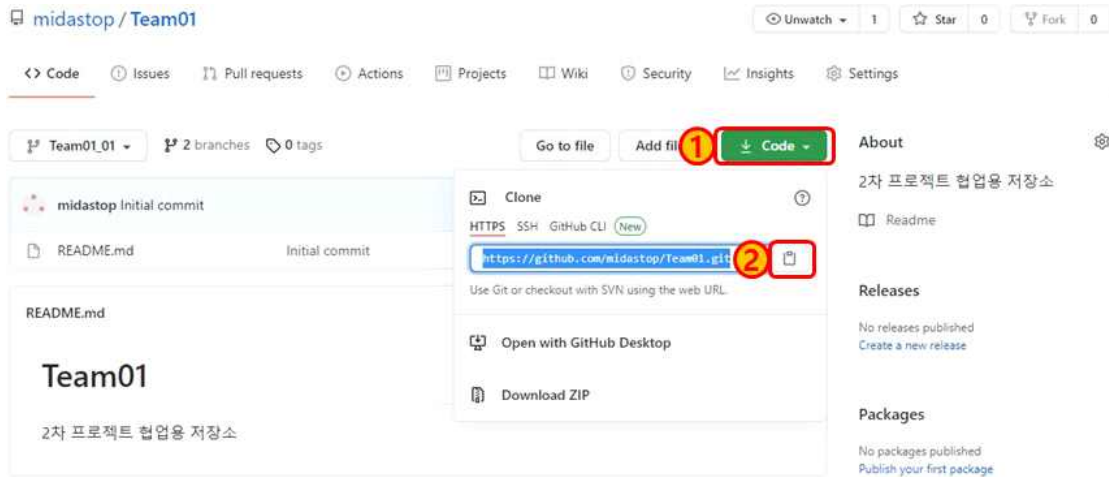 midastop / Team01
Unwatch 1 Star 0 Fork 0
Code Issues Pull requests Actions Projects Wiki Security Insights Settings
Team01_01 2 branches 0 tags Go to file Add fil 1 Code
About
2차 프로젝트 협업용 저장소
Readme
midastop Initial commit
README.md Initial commit
Clone
HTTPS SSH GitHub CLI New
https://github.com/midastop/Team01.git 2
Use Git or checkout with SVN using the web URL.
Open with GitHub Desktop
Download ZIP
Releases
No releases published
Create a new release
README.md
Team01
2차 프로젝트 협업용 저장소
Packages
No packages published
Publish your first package